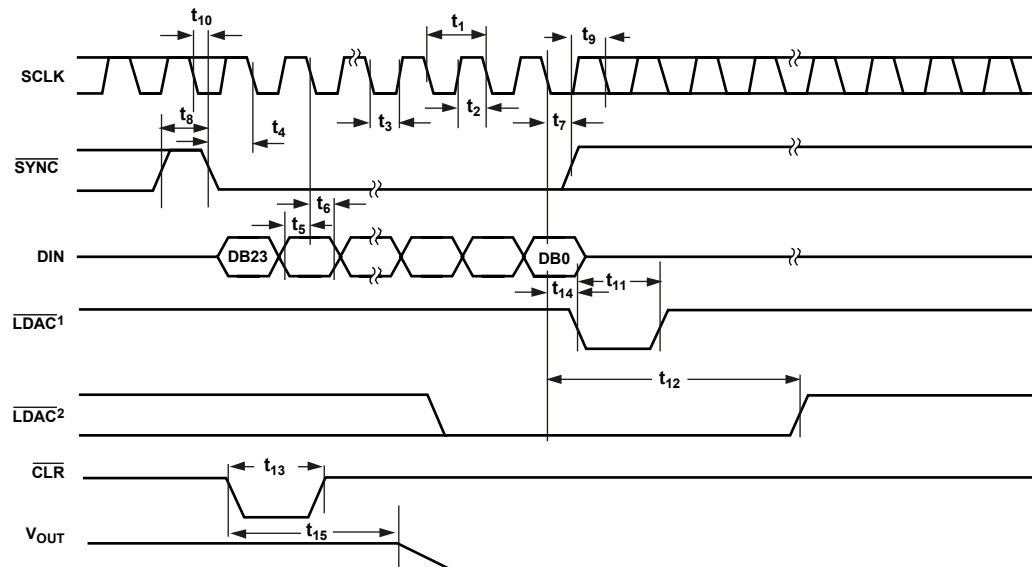 t10
t1
t9
SCLK
t8
t4
t3
t2
t7
SYNC
t6
t5
DIN
DB23
DB0
t14
t11
LDAC1
t12
LDAC2
t13
CLR
t15
VOUT